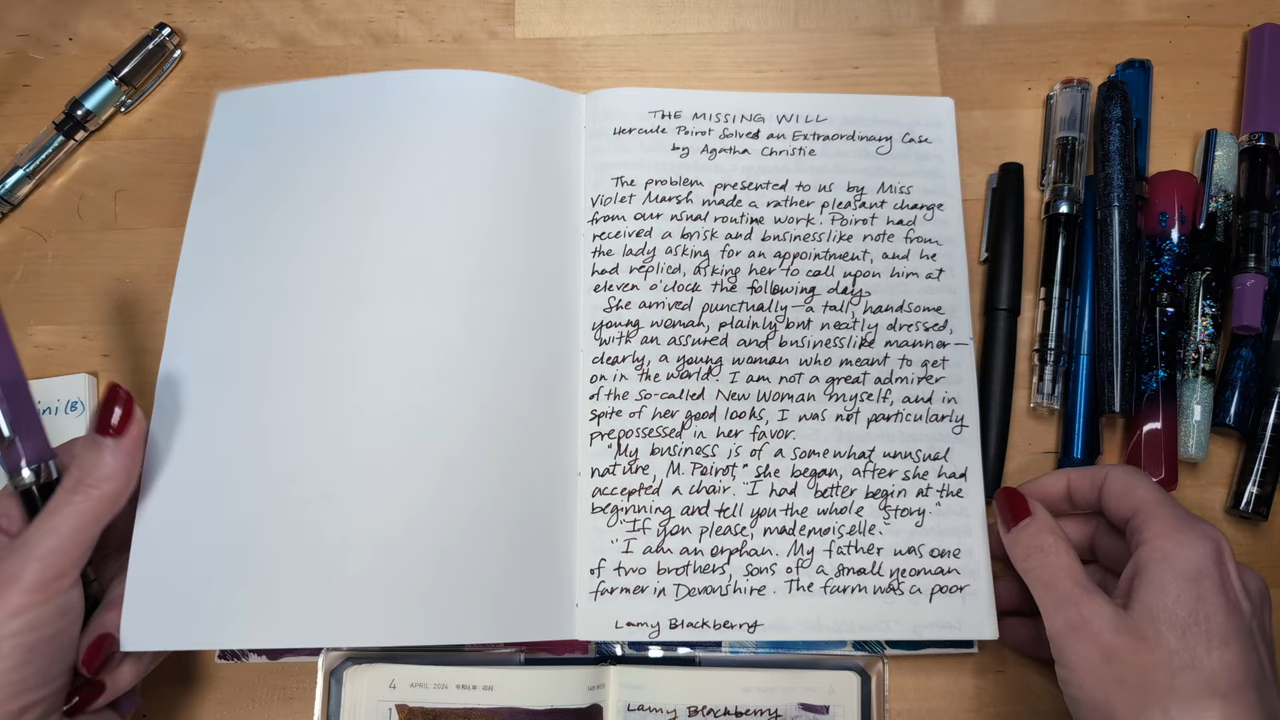 THE MISSING WILL
Hercule Poirot Solved an Extraordinary Case
by Agatha Christie
The problem presented to us by Miss
Violet Marsh made a rather pleasant change
from our usual routine work. Poirot had
received a brisk and businesslike note from
the lady asking for an appointment, and he
had replied, asking her to call upon him at
eleven o'clock the following day.
She arrived punctually—a tall, handsome
young woman, plainly but neatly dressed,
with an assured and businesslike manner—
clearly, a young woman who meant to get
on in the world. I am not a great admirer
of the so-called New Woman myself, and in
spite of her good looks, I was not particularly
prepossessed in her favor.
"My business is of a somewhat unusual
nature, M. Poirot," she began, after she had
accepted a chair. "I had better begin at the
beginning and tell you the whole story."
"If you please, mademoiselle."
"I am an orphan. My father was one
of two brothers, sons of a small yeoman
farmer in Devonshire. The farm was a poor
Lamy Blackberry
ini (B)
4 APRIL 2024 令和6年 卯月
Lamy Blackberry
1